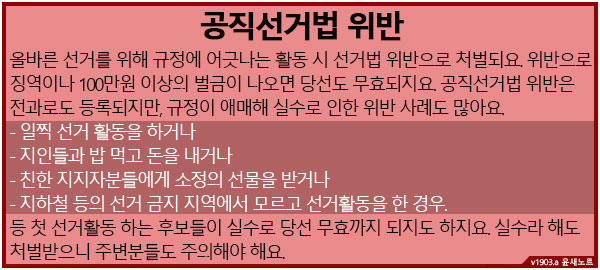 공직선거법 위반
올바른 선거를 위해 규정에 어긋나는 활동 시 선거법 위반으로 처벌되요. 위반으로
징역이나 100만원 이상의 벌금이 나오면 당선도 무효되지요. 공직선거법 위반은
전과로도 등록되지만, 규정이 애매해 실수로 인한 위반 사례도 많아요.
- 일찍 선거 활동을 하거나
- 지인들과 밥 먹고 돈을 내거나
- 친한 지지자분들에게 소정의 선물을 받거나
- 지하철 등의 선거 금지 지역에서 모르고 선거활동을 한 경우.
등 첫 선거활동 하는 후보들이 실수로 당선 무효까지 되지도 하지요. 실수라 해도
처벌받으니 주변분들도 주의해야 해요.
v1903.a 윤새노트